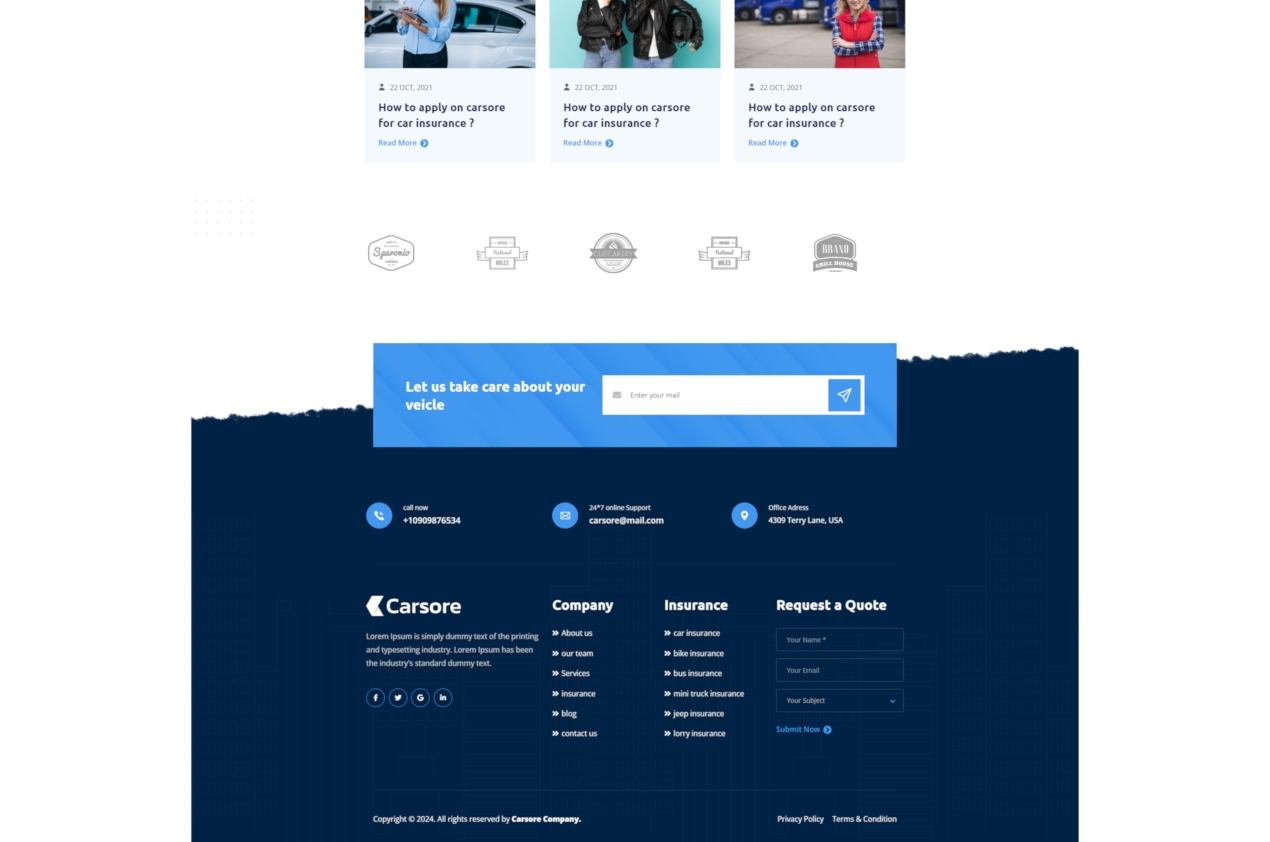 22 OCT, 2021
How to apply on carsore
for car insurance ?
Read More
22 OCT, 2021
How to apply on carsore
for car insurance ?
Read More
22 OCT, 2021
How to apply on carsore
for car insurance ?
Read More
Sparonio
National
MILES
National
MILES
BRAND
GRILL HOUSE
Let us take care about your
veicle
Enter your mail
call now
+10909876534
24*7 online Support
carsore@mail.com
Office Adress
4309 Terry Lane, USA
Carsore
Lorem Ipsum is simply dummy text of the printing
and typesetting industry. Lorem Ipsum has been
the industry's standard dummy text.
Company
About us
our team
Services
insurance
blog
contact us
Insurance
car insurance
bike insurance
bus insurance
mini truck insurance
jeep insurance
lorry insurance
Request a Quote
Your Name *
Your Email
Your Subject
Submit Now
Copyright © 2024. All rights reserved by Carsore Company.
Privacy Policy Terms & Condition